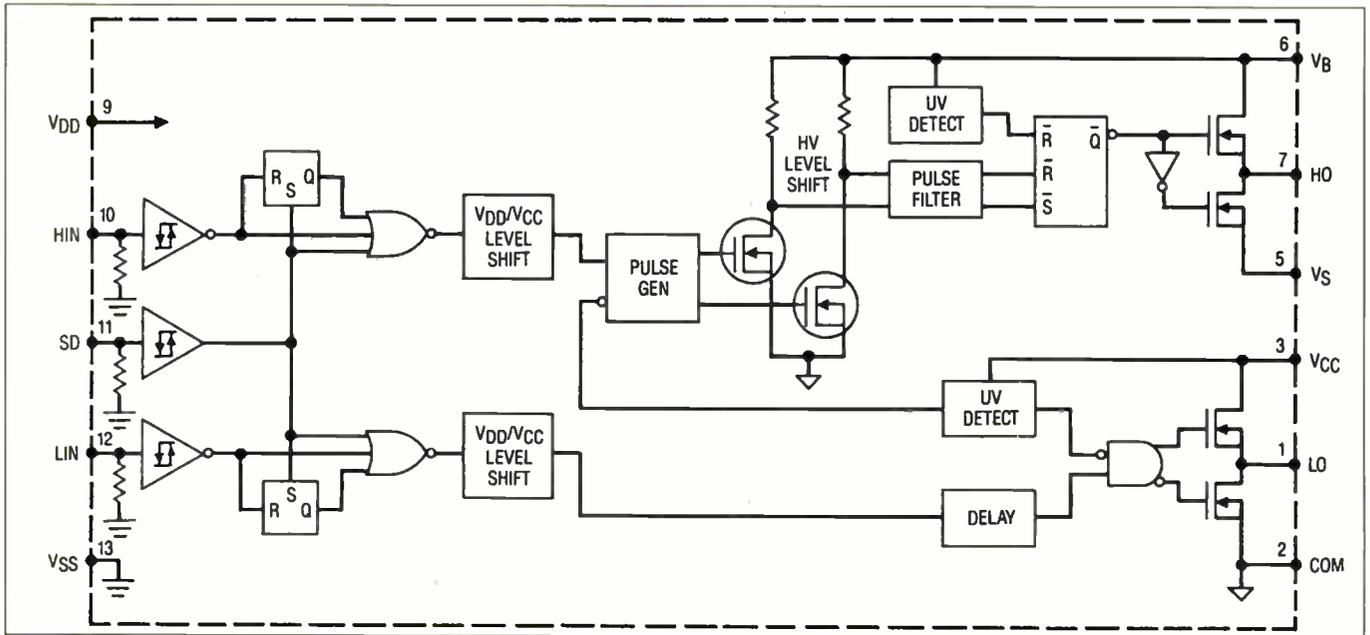 6
VB
UV
DETECT
9
VDD
R̅
Q̅
HV
LEVEL
SHIFT
7
HO
R
Q
S
PULSE
FILTER
R̅
S̅
10
HIN
VDD/VCC
LEVEL
SHIFT
PULSE
GEN
5
VS
11
SD
3
VCC
UV
DETECT
12
LIN
VDD/VCC
LEVEL
SHIFT
1
LO
S
R
Q
DELAY
13
VSS
2
COM